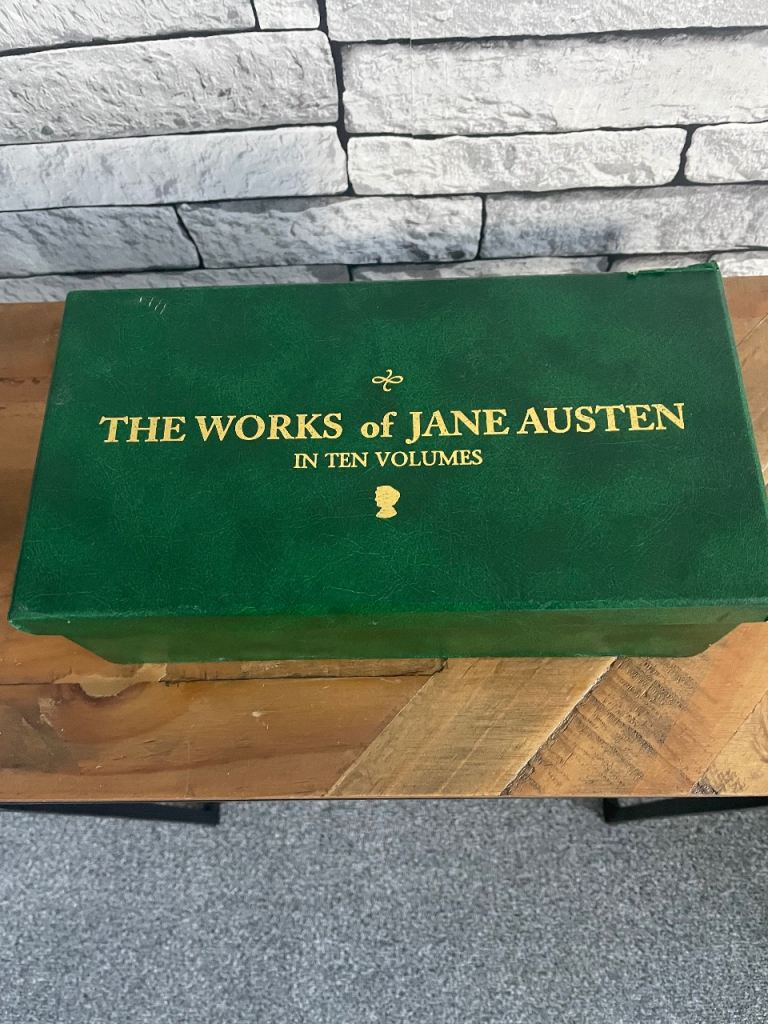 THE WORKS of JANE AUSTEN
IN TEN VOLUMES